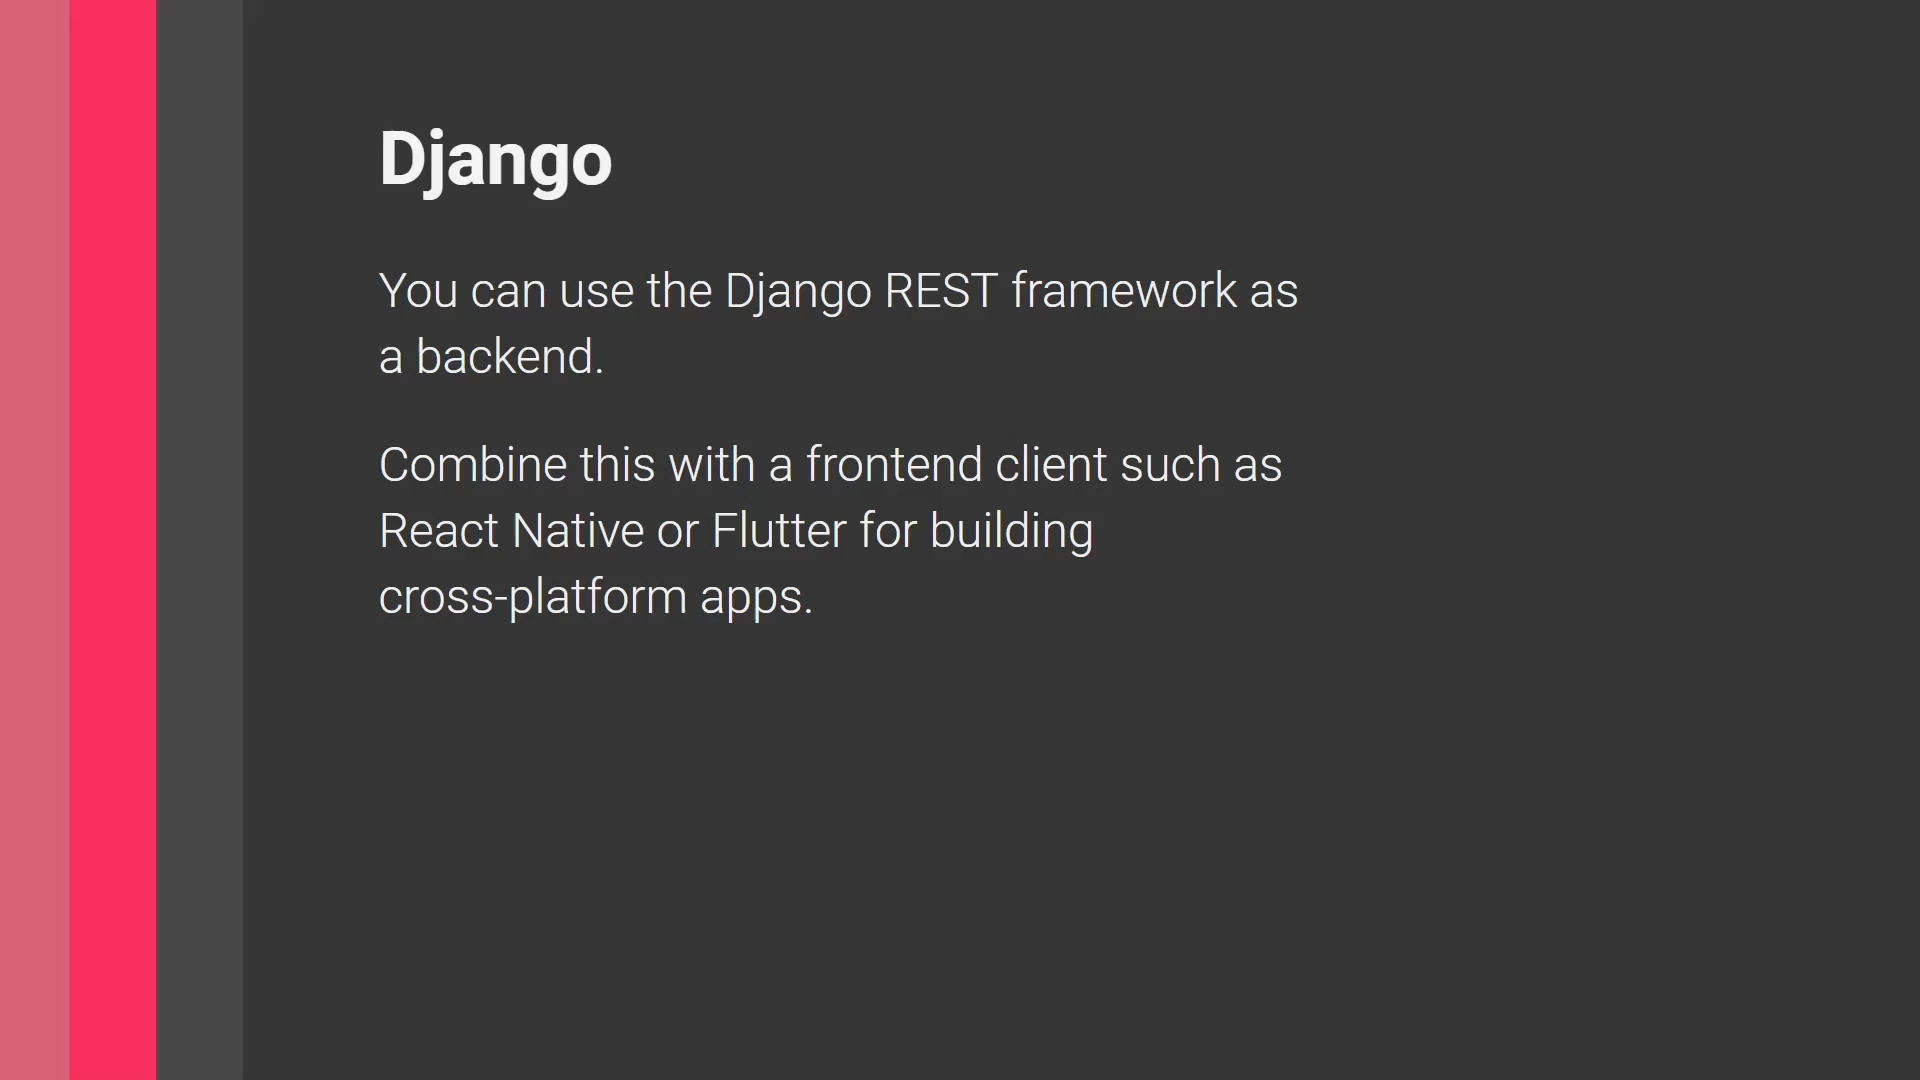 Django
You can use the Django REST framework as
a backend.
Combine this with a frontend client such as
React Native or Flutter for building
cross-platform apps.